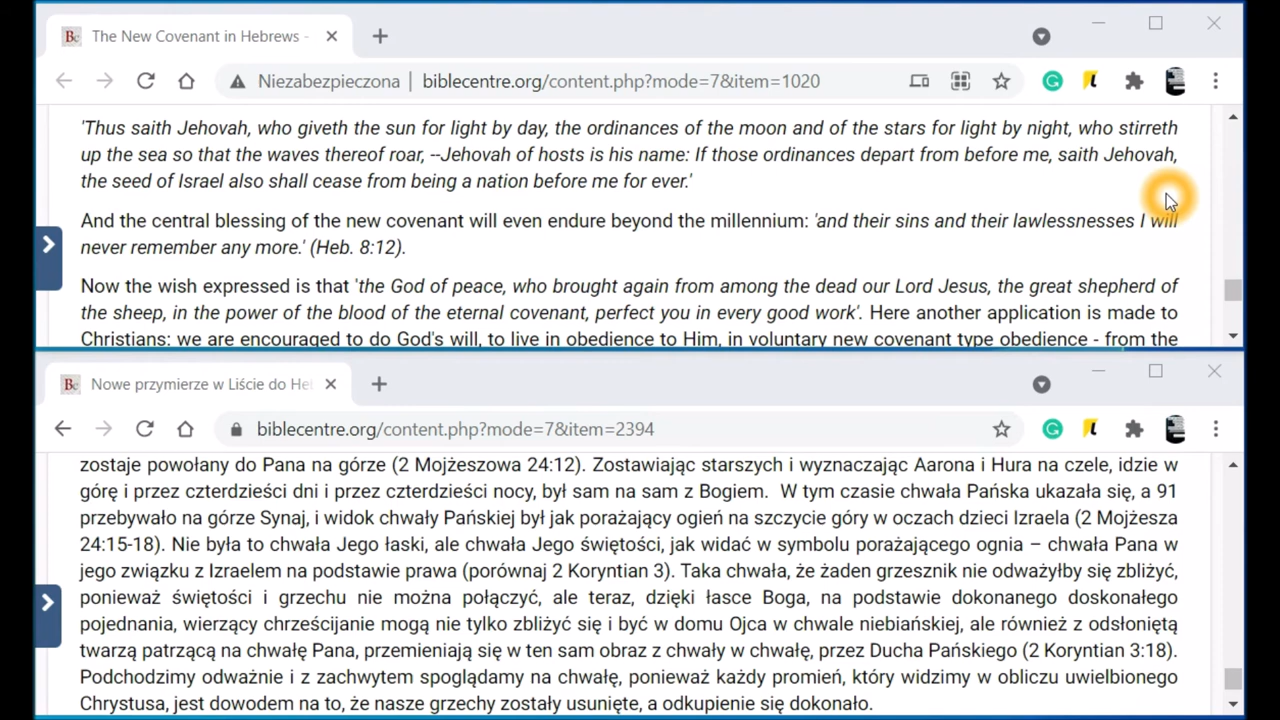 The New Covenant in Hebrews -
Niezabezpieczona | biblecentre.org/content.php?mode=7&item=1020
'Thus saith Jehovah, who giveth the sun for light by day, the ordinances of the moon and of the stars for light by night, who stirreth
up the sea so that the waves thereof roar, --Jehovah of hosts is his name: If those ordinances depart from before me, saith Jehovah,
the seed of Israel also shall cease from being a nation before me for ever.'
And the central blessing of the new covenant will even endure beyond the millennium: 'and their sins and their lawlessnesses I will
never remember any more.' (Heb. 8:12).
Now the wish expressed is that 'the God of peace, who brought again from among the dead our Lord Jesus, the great shepherd of
the sheep, in the power of the blood of the eternal covenant, perfect you in every good work'. Here another application is made to
Christians: we are encouraged to do God's will, to live in obedience to Him, in voluntary new covenant type obedience - from the
Nowe przymierze w Liście do He
biblecentre.org/content.php?mode=7&item=2394
zostaje powołany do Pana na górze (2 Mojżeszowa 24:12). Zostawiając starszych i wyznaczając Aarona i Hura na czele, idzie w
górę i przez czterdzieści dni i przez czterdzieści nocy, był sam na sam z Bogiem. W tym czasie chwała Pańska ukazała się, a 91
przebywało na górze Synaj, i widok chwały Pańskiej był jak porażający ogień na szczycie góry w oczach dzieci Izraela (2 Mojżesza
24:15-18). Nie była to chwała Jego łaski, ale chwała Jego świętości, jak widać w symbolu porażającego ognia – chwała Pana w
jego związku z Izraelem na podstawie prawa (porównaj 2 Koryntian 3). Taka chwała, że żaden grzesznik nie odważyłby się zbliżyć,
ponieważ świętości i grzechu nie można połączyć, ale teraz, dzięki łasce Boga, na podstawie dokonanego doskonałego
pojednania, wierzący chrześcijanie mogą nie tylko zbliżyć się i być w domu Ojca w chwale niebiańskiej, ale również z odsłoniętą
twarzą patrzącą na chwałę Pana, przemieniają się w ten sam obraz z chwały w chwałę, przez Ducha Pańskiego (2 Koryntian 3:18).
Podchodzimy odważnie i z zachwytem spoglądamy na chwałę, ponieważ każdy promień, który widzimy w obliczu uwielbionego
Chrystusa, jest dowodem na to, że nasze grzechy zostały usunięte, a odkupienie się dokonało.